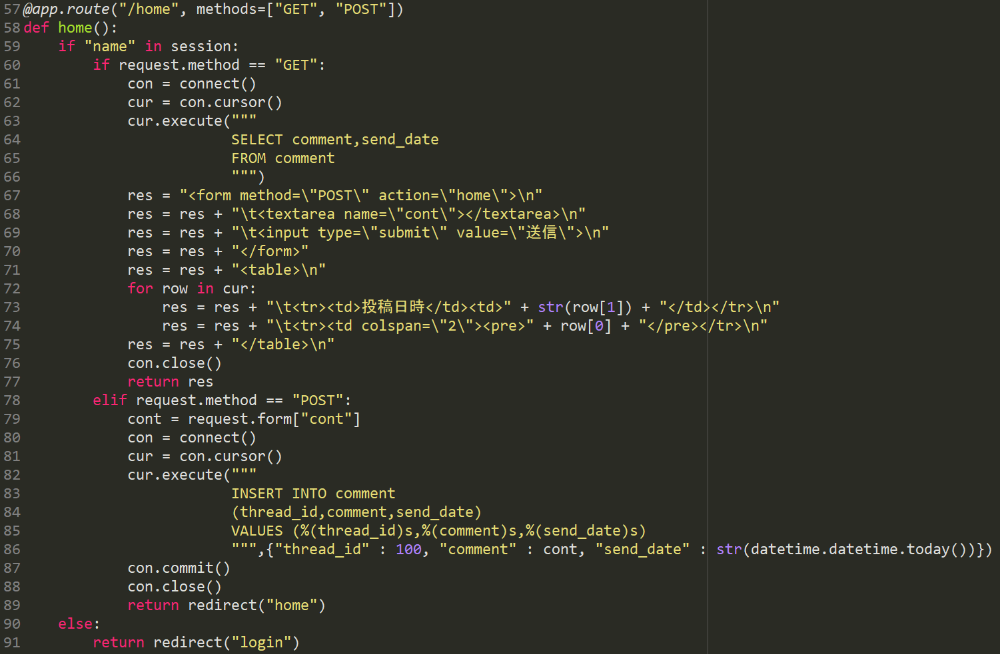 57 @app.route("/home", methods=["GET", "POST"])
58 def home():
59     if "name" in session:
60         if request.method == "GET":
61             con = connect()
62             cur = con.cursor()
63             cur.execute("""
64                         SELECT comment,send_date
65                         FROM comment
66                         """)
67             res = "<form method=\"POST\" action=\"home\">\n"
68             res = res + "\t<textarea name=\"cont\"></textarea>\n"
69             res = res + "\t<input type=\"submit\" value=\"送信\">\n"
70             res = res + "</form>"
71             res = res + "<table>\n"
72             for row in cur:
73                 res = res + "\t<tr><td>投稿日時</td><td>" + str(row[1]) + "</td></tr>\n"
74                 res = res + "\t<tr><td colspan=\"2\"><pre>" + row[0] + "</pre></tr>\n"
75             res = res + "</table>\n"
76             con.close()
77             return res
78         elif request.method == "POST":
79             cont = request.form["cont"]
80             con = connect()
81             cur = con.cursor()
82             cur.execute("""
83                         INSERT INTO comment
84                         (thread_id,comment,send_date)
85                         VALUES (%(thread_id)s,%(comment)s,%(send_date)s)
86                         """,{"thread_id" : 100, "comment" : cont, "send_date" : str(datetime.datetime.today())})
87             con.commit()
88             con.close()
89             return redirect("home")
90     else:
91         return redirect("login")